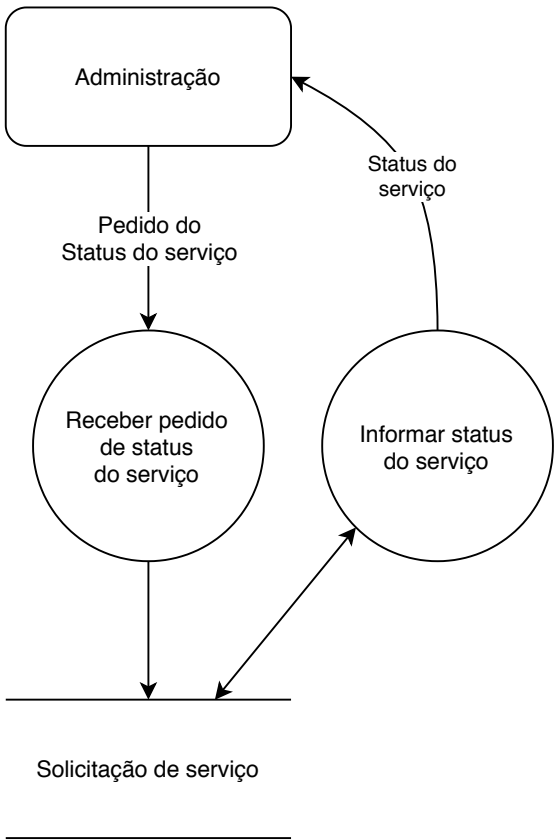 Administração
Status do
serviço
Pedido do
Status do serviço
Receber pedido
de status
do serviço
Informar status
do serviço
Solicitação de serviço